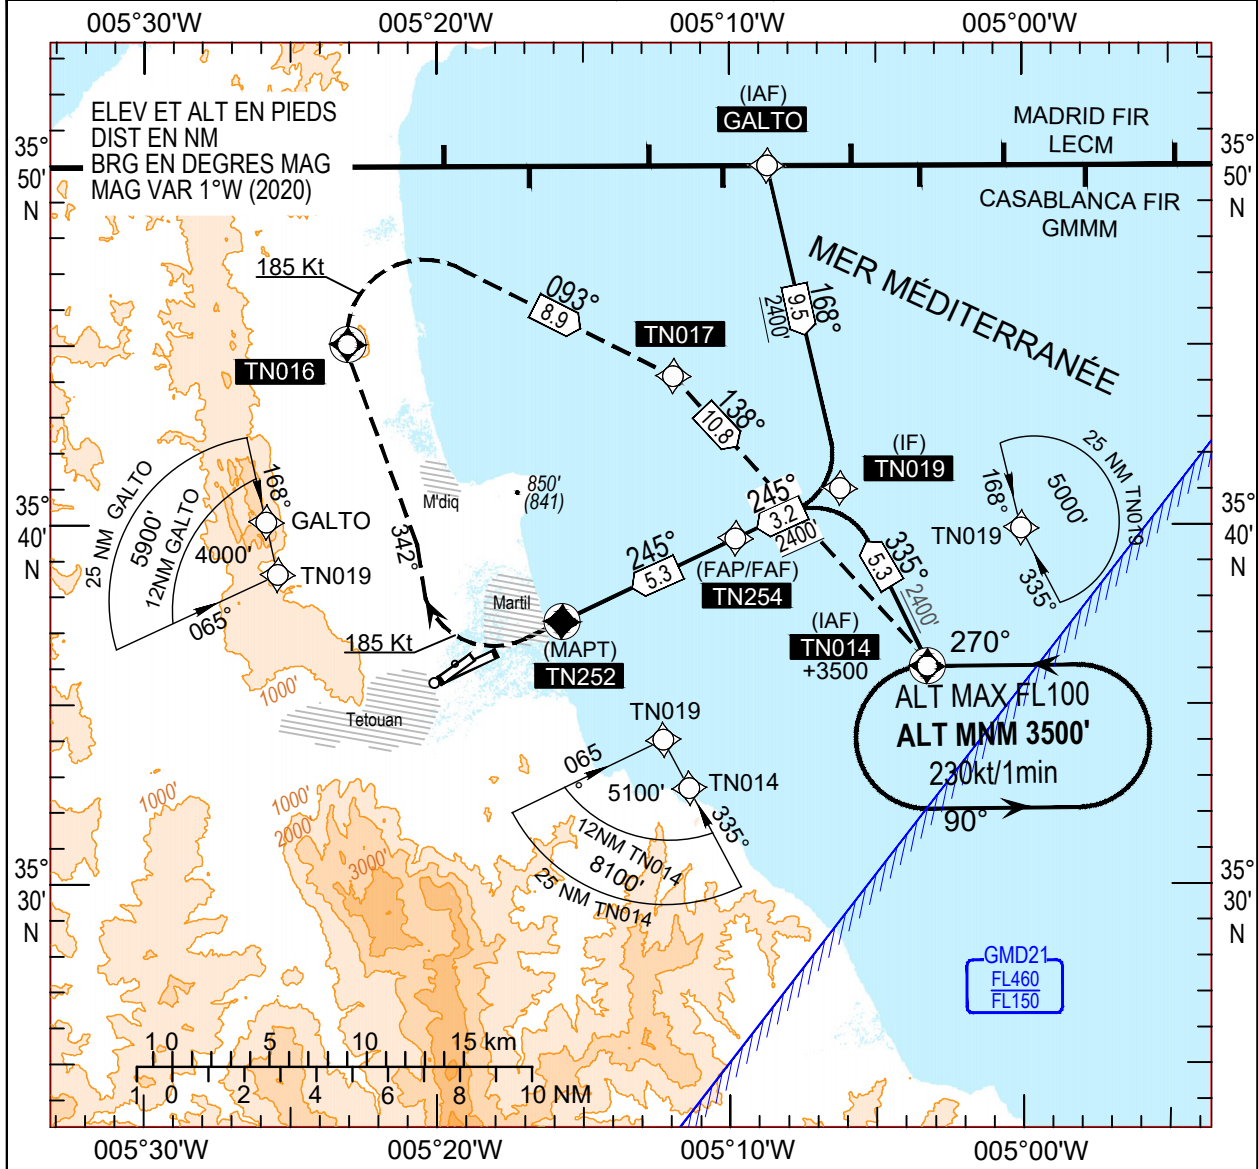 005°30'W
005°20'W
005°10'W
005°00'W
ELEV ET ALT EN PIEDS
DIST EN NM
BRG EN DEGRES MAG
MAG VAR 1°W (2020)
35°
50'
N
(IAF)
GALTO
MADRID FIR
LECM
35°
50'
N
CASABLANCA FIR
GMMM
MER MÉDITERRANÉE
185 Kt
093°
8.9
168°
9.5
2400'
TN017
TN016
138°
10.8
(IF)
TN019
25 NM TN019
5000'
168°
TN019
335°
35°
40'
N
35°
40'
N
850'
(841)
M'diq
25 NM GALTO
5900'
12NM GALTO
4000'
168°
GALTO
TN019
065°
342°
245°
3.2
2400'
245°
5.3
(FAP/FAF)
TN254
335°
5.3
2400'
Martil
185 Kt
(MAPT)
TN252
(IAF)
TN014
+3500
270°
ALT MAX FL100
ALT MNM 3500'
230kt/1min
90°
1000'
Tetouan
TN019
065
°
TN014
5100'
335°
12NM TN014
8100'
25 NM TN014
1000'
1000'
2000'
3000'
35°
30'
N
35°
30'
N
GMD21
FL460
FL150
1 0 5 10 15 km
1 0 2 4 6 8 10 NM
005°30'W
005°20'W
005°10'W
005°00'W